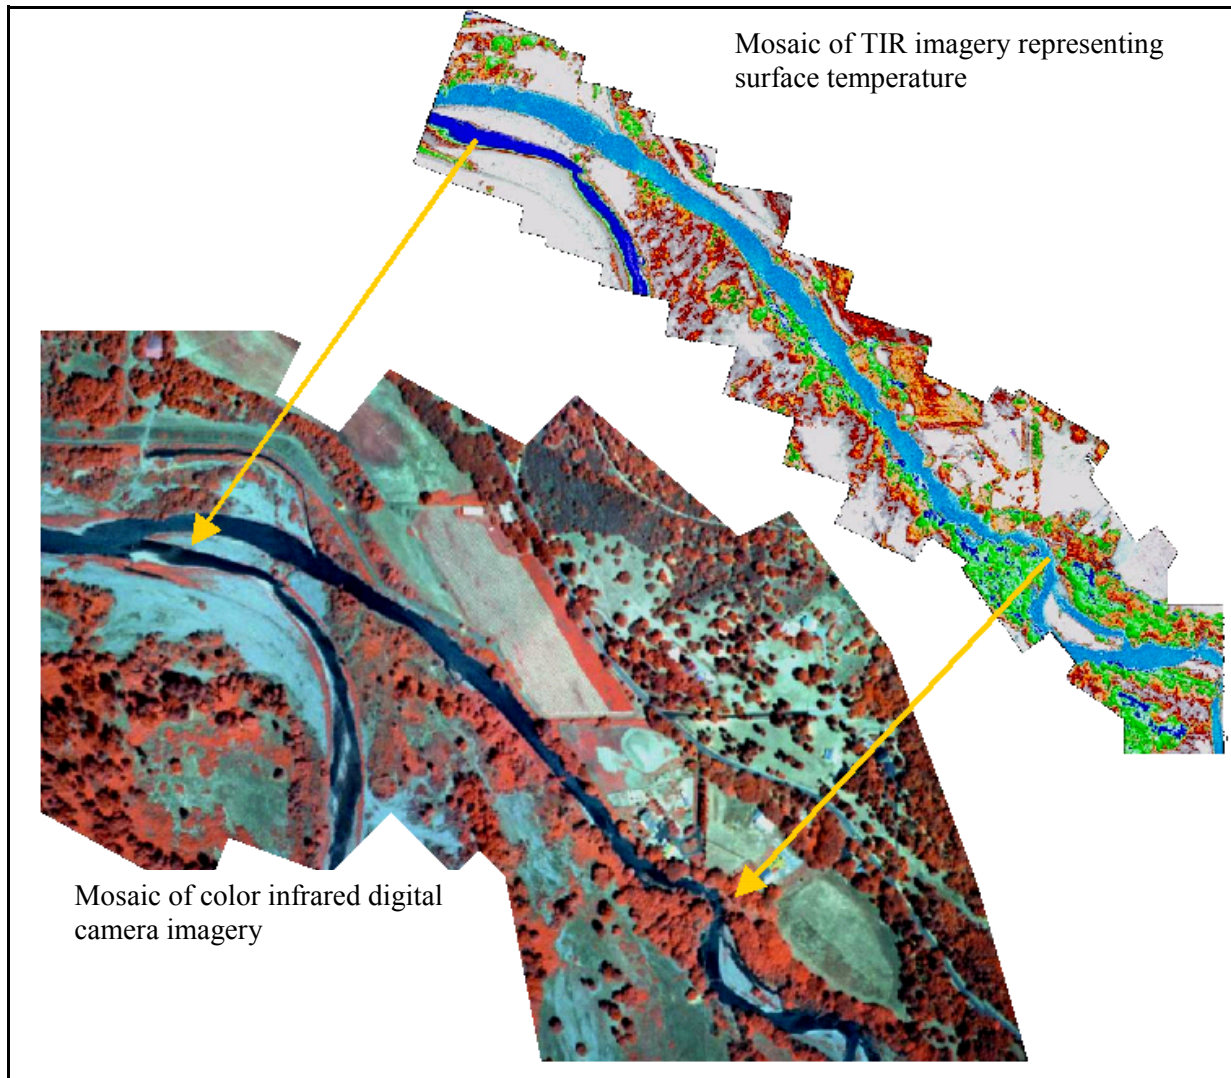 Mosaic of TIR imagery representing
surface temperature
Mosaic of color infrared digital
camera imagery